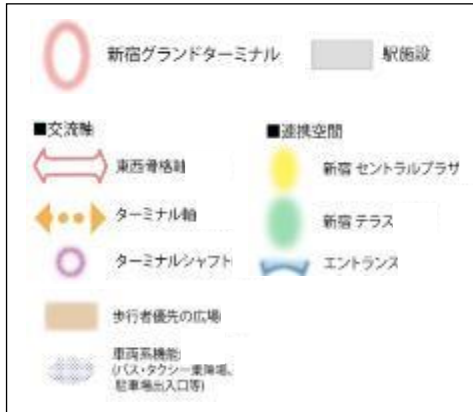 新宿グランドターミナル
駅施設
■交流軸
東西骨格軸
ターミナル軸
ターミナルシャフト
歩行者優先の広場
車両系機能
(バス・タクシー乗降場、
駐車場出入口等)
■連携空間
新宿 セントラルプラザ
新宿 テラス
エントランス